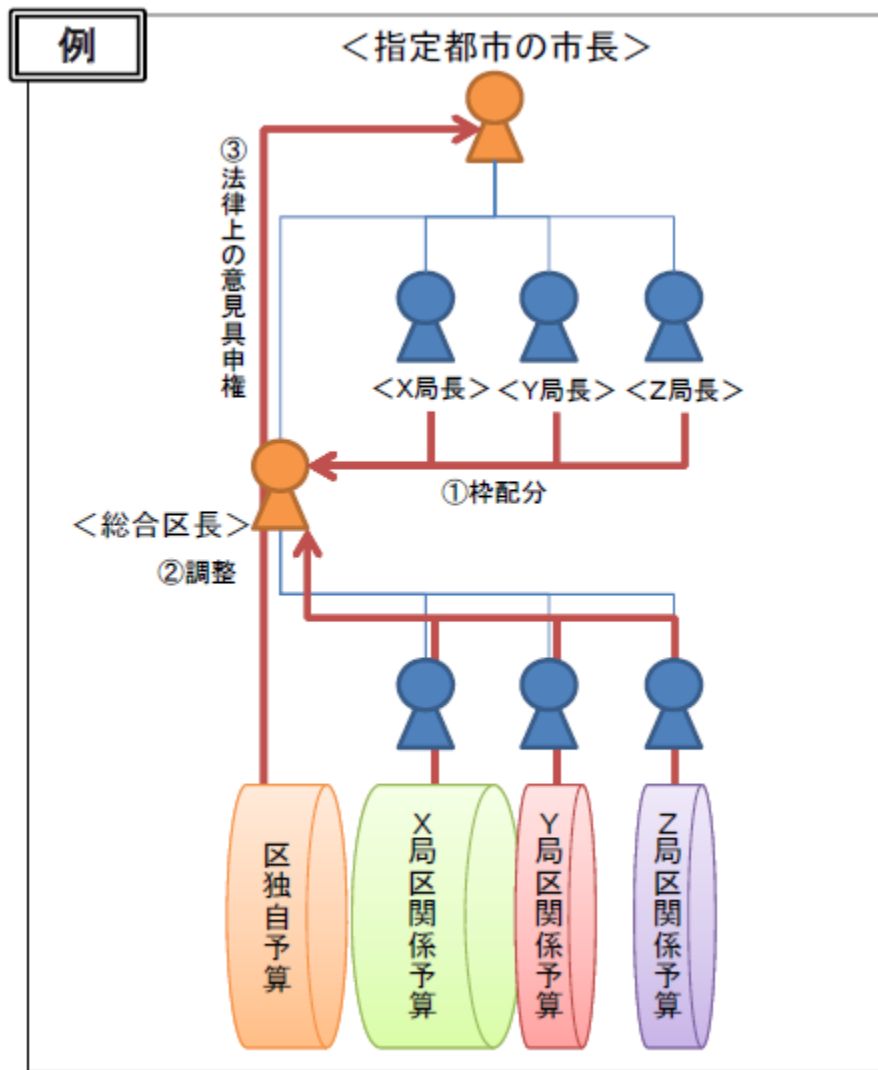 例
＜指定都市の市長＞
③法律上の意見具申権
＜X局長＞
＜Y局長＞
＜Z局長＞
①枠配分
＜総合区長＞
②調整
区独自予算
X局区関係予算
Y局区関係予算
Z局区関係予算